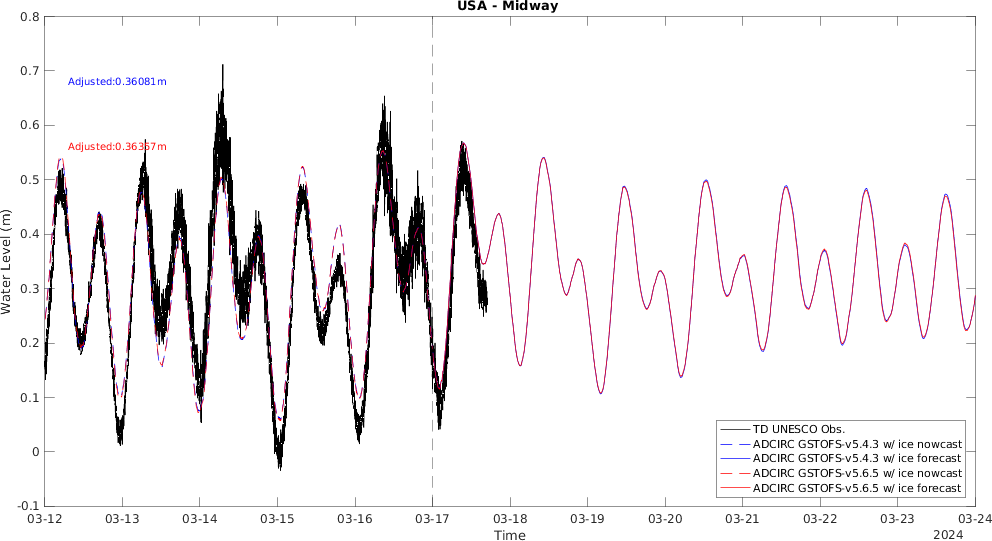 USA - Midway
0.8
0.7
0.6
0.5
0.4
0.3
0.2
0.1
0
-0.1
Water Level (m)
Adjusted:0.36081m
Adjusted:0.36357m
TD UNESCO Obs.
ADCIRC GSTOFS-v5.4.3 w/ ice nowcast
ADCIRC GSTOFS-v5.4.3 w/ ice forecast
ADCIRC GSTOFS-v5.6.5 w/ ice nowcast
ADCIRC GSTOFS-v5.6.5 w/ ice forecast
03-12 03-13 03-14 03-15 03-16 03-17 03-18 03-19 03-20 03-21 03-22 03-23 03-24
Time
2024